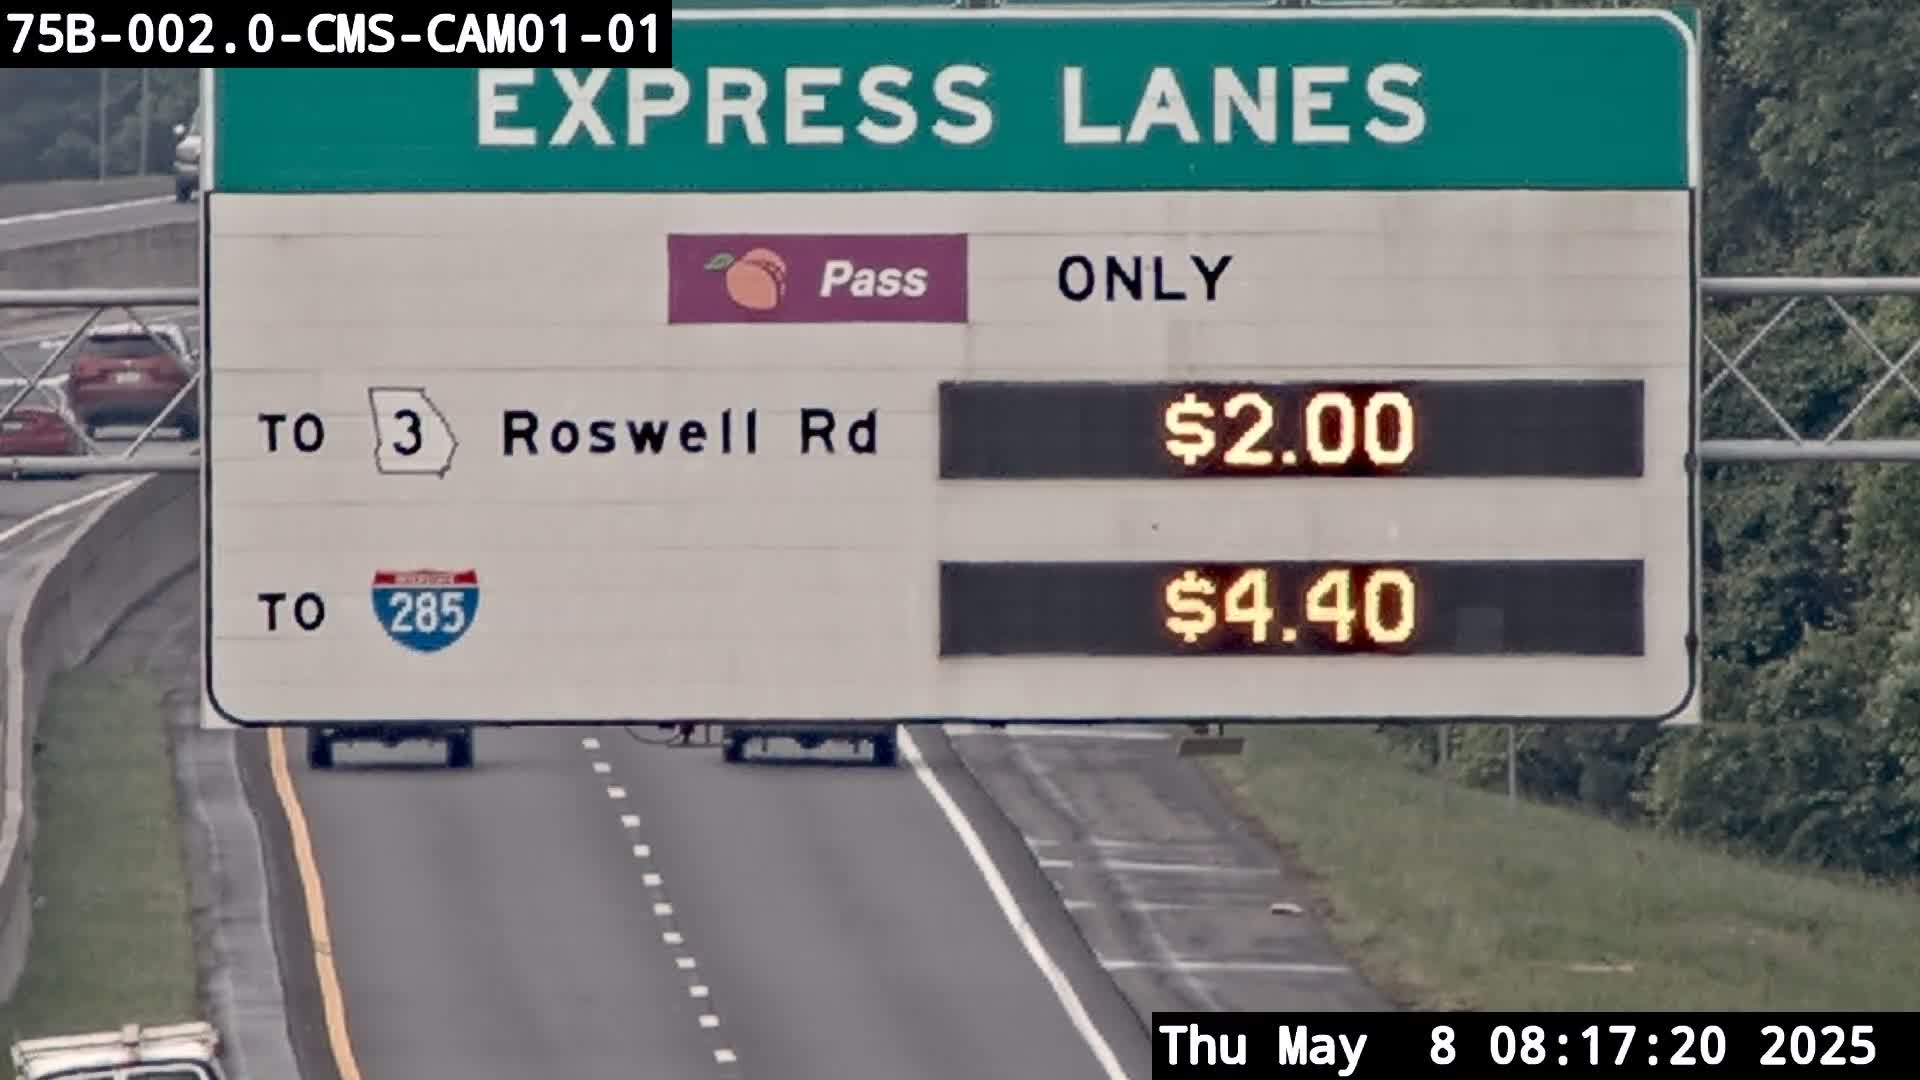 75B-002.0-CMS-CAM01-01
EXPRESS LANES
Pass ONLY
TO 3 Roswell Rd $2.00
TO 285 $4.40
Thu May 8 08:17:20 2025